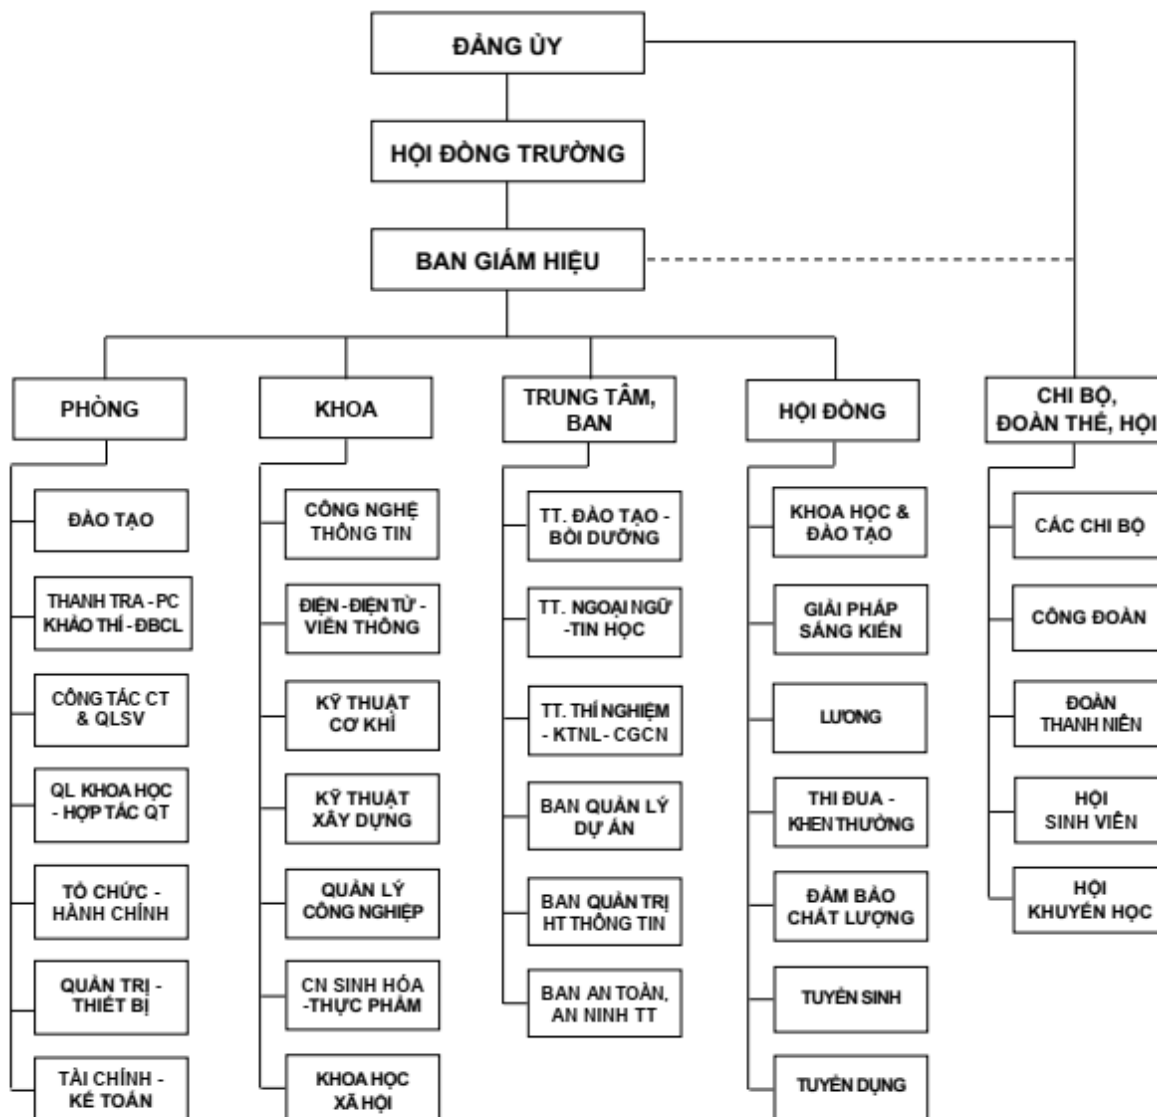 ĐẢNG ỦY
HỘI ĐỒNG TRƯỜNG
BAN GIÁM HIỆU
PHÒNG
ĐÀO TẠO
THANH TRA - PC
KHẢO THÍ - ĐBCL
CÔNG TÁC CT
& QLSV
QL KHOA HỌC
- HỢP TÁC QT
TỔ CHỨC -
HÀNH CHÍNH
QUẢN TRỊ -
THIẾT BỊ
TÀI CHÍNH -
KẾ TOÁN
KHOA
CÔNG NGHỆ
THÔNG TIN
ĐIỆN - ĐIỆN TỬ -
VIỄN THÔNG
KỸ THUẬT
CƠ KHÍ
KỸ THUẬT
XÂY DỰNG
QUẢN LÝ
CÔNG NGHIỆP
CN SINH HÓA
-THỰC PHẨM
KHOA HỌC
XÃ HỘI
TRUNG TÂM,
BAN
TT. ĐÀO TẠO -
BỒI DƯỠNG
TT. NGOẠI NGỮ
-TIN HỌC
TT. THÍ NGHIỆM
- KTNL- CGCN
BAN QUẢN LÝ
DỰ ÁN
BAN QUẢN TRỊ
HT THÔNG TIN
BAN AN TOÀN,
AN NINH TT
HỘI ĐỒNG
KHOA HỌC &
ĐÀO TẠO
GIẢI PHÁP
SÁNG KIẾN
LƯƠNG
THI ĐUA -
KHEN THƯỞNG
ĐẢM BẢO
CHẤT LƯỢNG
TUYỂN SINH
TUYỂN DỤNG
CHI BỘ,
ĐOÀN THỂ, HỘI
CÁC CHI BỘ
CÔNG ĐOÀN
ĐOÀN
THANH NIÊN
HỘI
SINH VIÊN
HỘI
KHUYẾN HỌC